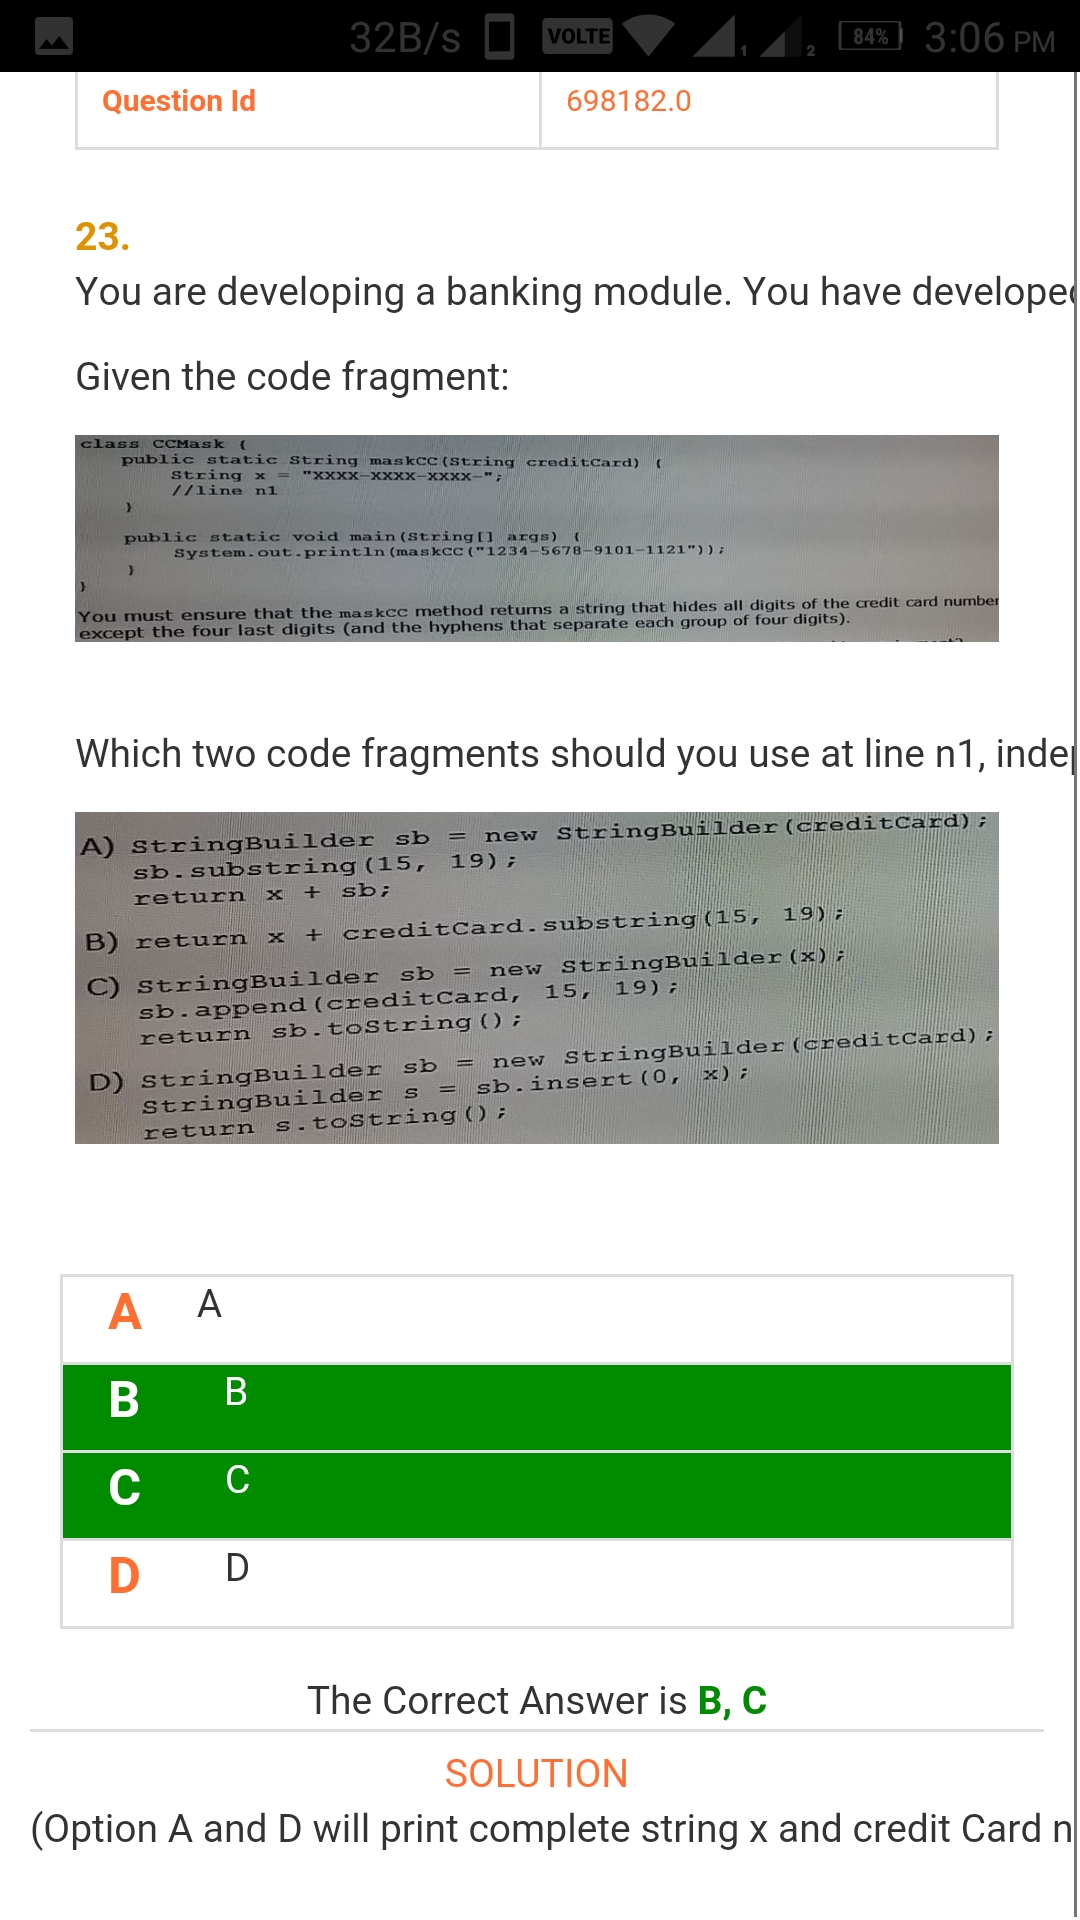 32B/s VOLTE 1 2 84% 3:06 PM
Question Id 698182.0
23.
You are developing a banking module. You have
Given the code fragment:
class CCMask {
public static String maskCC(String creditCard) {
String x = "XXXX-XXXX-XXXX-";
//line n1
}
public static void main(String[] args) {
System.out.println(maskCC("1234-5678-9101-1121"));
}
}
You must ensure that the maskCC method returns a string that hides all digits of the credit card number
except the four last digits (and the hyphens that separate each group of four digits).
Which two code fragments should you use at line n1,
A) StringBuilder sb = new StringBuilder(creditCard);
sb.substring(15, 19);
return x + sb;
B) return x + creditCard.substring(15, 19);
C) StringBuilder sb = new StringBuilder(x);
sb.append(creditCard, 15, 19);
return sb.toString();
D) StringBuilder sb = new StringBuilder(creditCard);
StringBuilder s = sb.insert(0, x);
return s.toString();
A A
B B
C C
D D
The Correct Answer is B, C
SOLUTION
(Option A and D will print complete string x and credit Card n